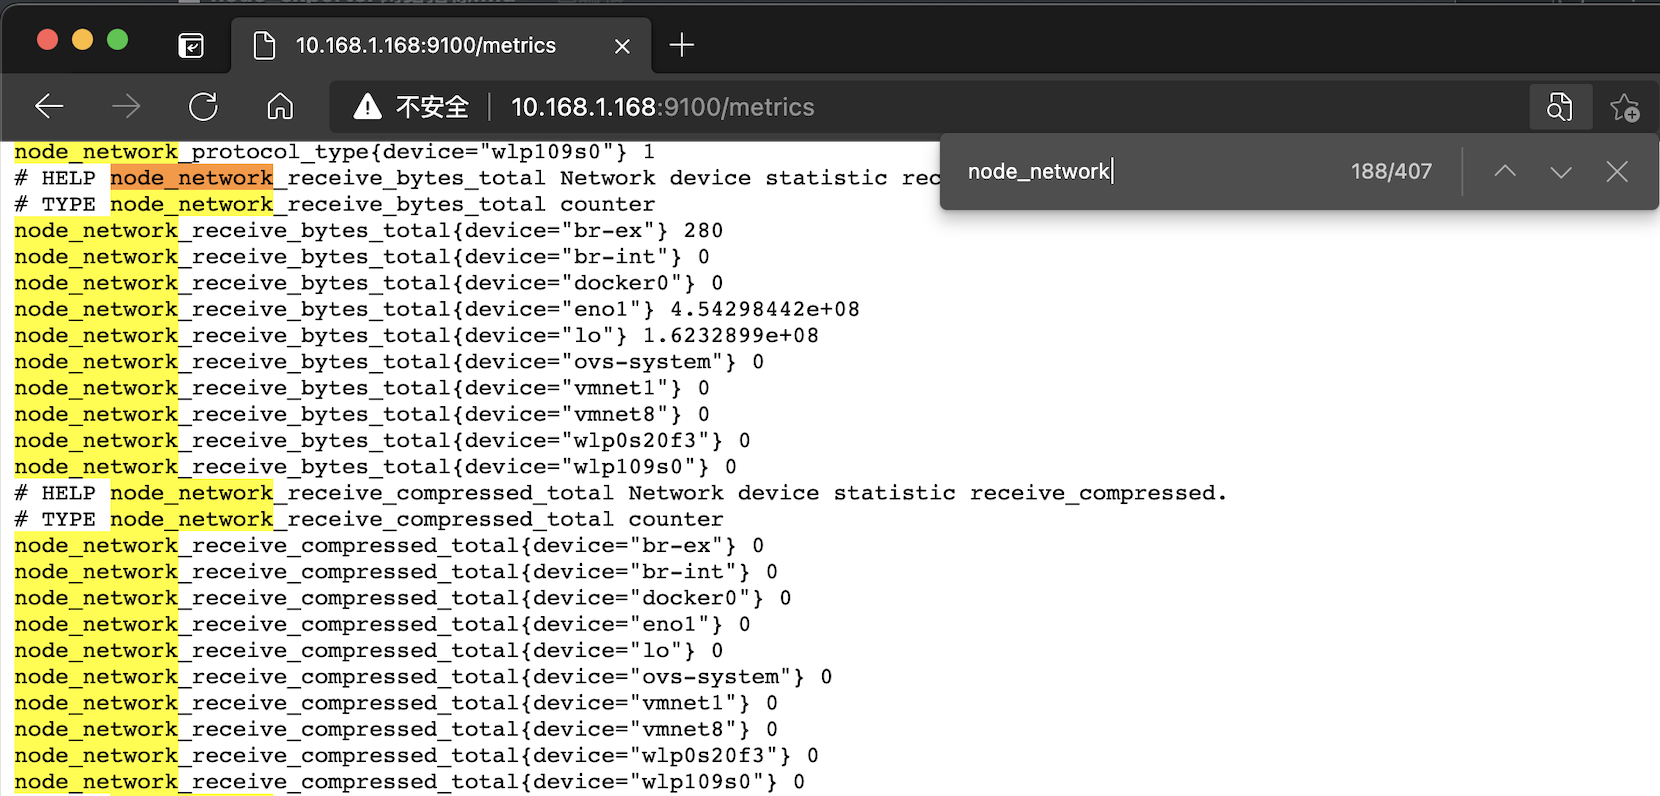 10.168.1.168:9100/metrics
不安全 10.168.1.168:9100/metrics
node_network 188/407
node_network_protocol_type{device="wlp109s0"} 1
# HELP node_network_receive_bytes_total Network device statistic rec
# TYPE node_network_receive_bytes_total counter
node_network_receive_bytes_total{device="br-ex"} 280
node_network_receive_bytes_total{device="br-int"} 0
node_network_receive_bytes_total{device="docker0"} 0
node_network_receive_bytes_total{device="eno1"} 4.54298442e+08
node_network_receive_bytes_total{device="lo"} 1.6232899e+08
node_network_receive_bytes_total{device="ovs-system"} 0
node_network_receive_bytes_total{device="vmnet1"} 0
node_network_receive_bytes_total{device="vmnet8"} 0
node_network_receive_bytes_total{device="wlp0s20f3"} 0
node_network_receive_bytes_total{device="wlp109s0"} 0
# HELP node_network_receive_compressed_total Network device statistic receive_compressed.
# TYPE node_network_receive_compressed_total counter
node_network_receive_compressed_total{device="br-ex"} 0
node_network_receive_compressed_total{device="br-int"} 0
node_network_receive_compressed_total{device="docker0"} 0
node_network_receive_compressed_total{device="eno1"} 0
node_network_receive_compressed_total{device="lo"} 0
node_network_receive_compressed_total{device="ovs-system"} 0
node_network_receive_compressed_total{device="vmnet1"} 0
node_network_receive_compressed_total{device="vmnet8"} 0
node_network_receive_compressed_total{device="wlp0s20f3"} 0
node_network_receive_compressed_total{device="wlp109s0"} 0